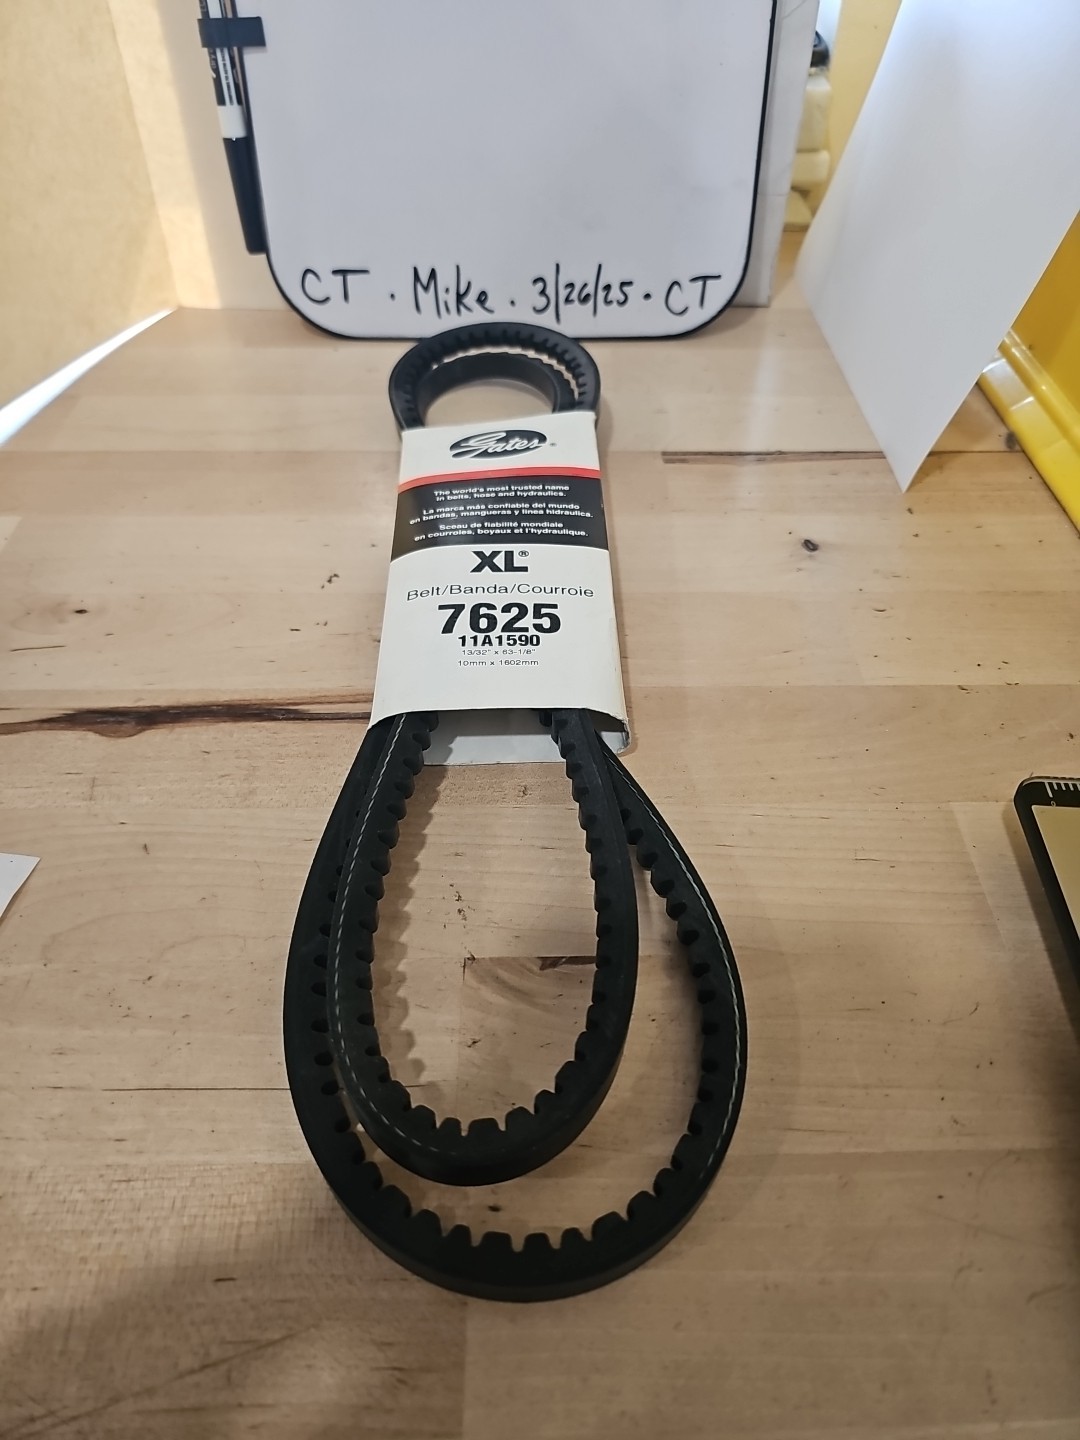 CT . Mike . 3/26/25 . CT
Gates
The world's most trusted name
in belts, hose and hydraulics.
La marca más confiable del mundo
en bandas, mangueras y linea hidraulica.
Sceau de fiabilité mondiale
en courroies, boyaux et l'hydraulique.
XL®
Belt/Banda/Courroie
7625
11A1590
13/32" x 63-1/8"
10mm x 1602mm